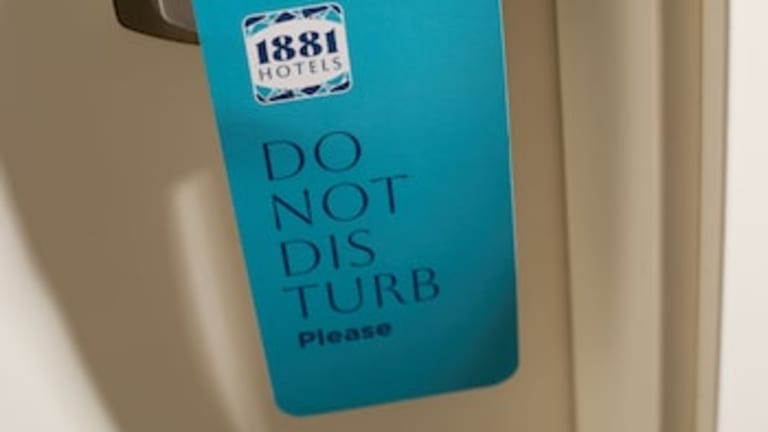 1881
HOTELS
DO
NOT
DIS
TURB
Please